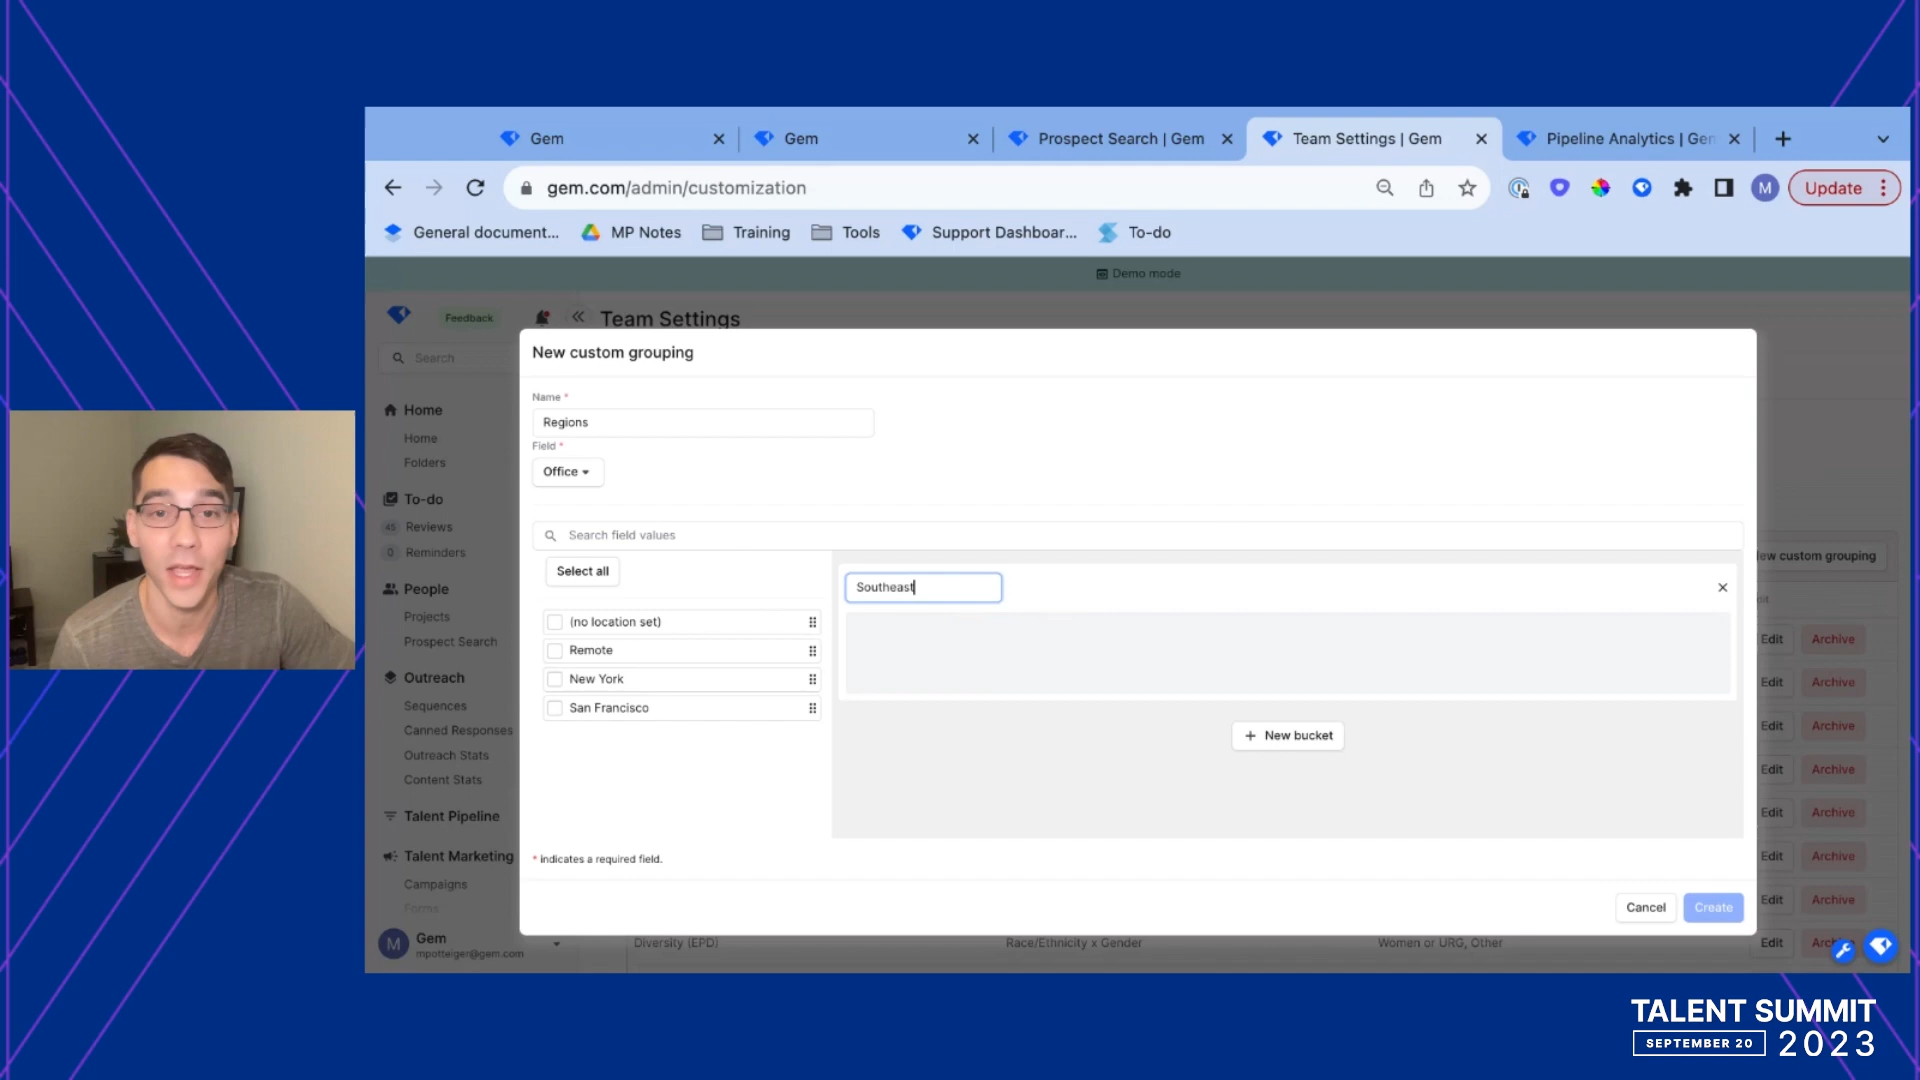 Gem
Gem
Prospect Search | Gem
Team Settings | Gem
Pipeline Analytics | Gem
gem.com/admin/customization
M
Update
General document...
MP Notes
Training
Tools
Support Dashboar...
To-do
Demo mode
Feedback
Team Settings
Search
Home
Home
Folders
To-do
45 Reviews
0 Reminders
People
Projects
Prospect Search
Outreach
Sequences
Canned Responses
Outreach Stats
Content Stats
Talent Pipeline
Talent Marketing
Campaigns
Forms
M
Gem
mpotteiger@gem.com
New custom grouping
Name *
Regions
Field *
Office
Search field values
Select all
(no location set)
Remote
New York
San Francisco
Southeast
+ New bucket
* indicates a required field.
Cancel
Create
ew custom grouping
Edit Archive
Edit Archive
Edit Archive
Edit Archive
Edit Archive
Edit Archive
Edit Archive
Diversity (EPD)
Race/Ethnicity x Gender
Women or URG, Other
Edit
TALENT SUMMIT
SEPTEMBER 20 2023